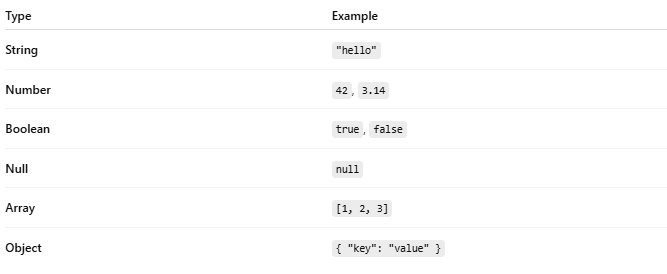 Type Example
String "hello"
Number 42, 3.14
Boolean true, false
Null null
Array [1, 2, 3]
Object { "key": "value" }